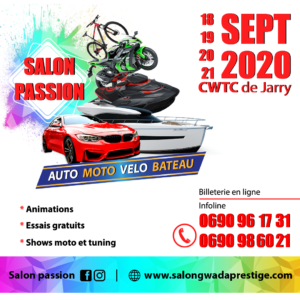 SALON
PASSION
18
19
20
21
SEPT
2020
CWTC de Jarry
AUTO MOTO VELO BATEAU
* Animations
* Essais gratuits
* Shows moto et tuning
Billeterie en ligne
Infoline
0690 96 17 31
0690 98 60 21
Salon passion
www.salongwadaprestige.com